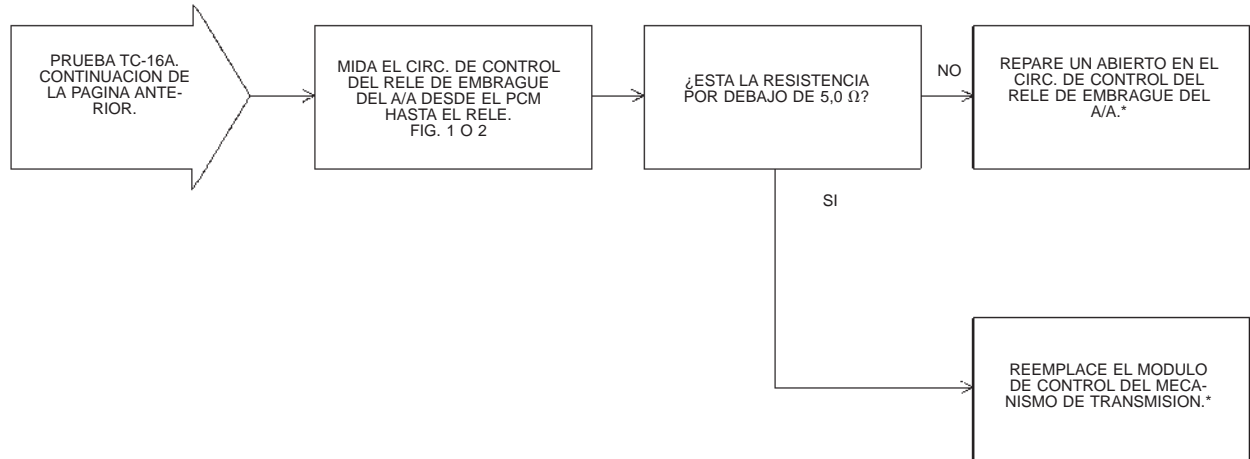 PRUEBA TC-16A.
CONTINUACION DE
LA PAGINA ANTE-
RIOR.
MIDA EL CIRC. DE CONTROL
DEL RELE DE EMBRAGUE
DEL A/A DESDE EL PCM
HASTA EL RELE.
FIG. 1 O 2
¿ESTA LA RESISTENCIA
POR DEBAJO DE 5,0 Ω?
NO
REPARE UN ABIERTO EN EL
CIRC. DE CONTROL DEL
RELE DE EMBRAGUE DEL
A/A.*
SI
REEMPLACE EL MODULO
DE CONTROL DEL MECA-
NISMO DE TRANSMISION.*